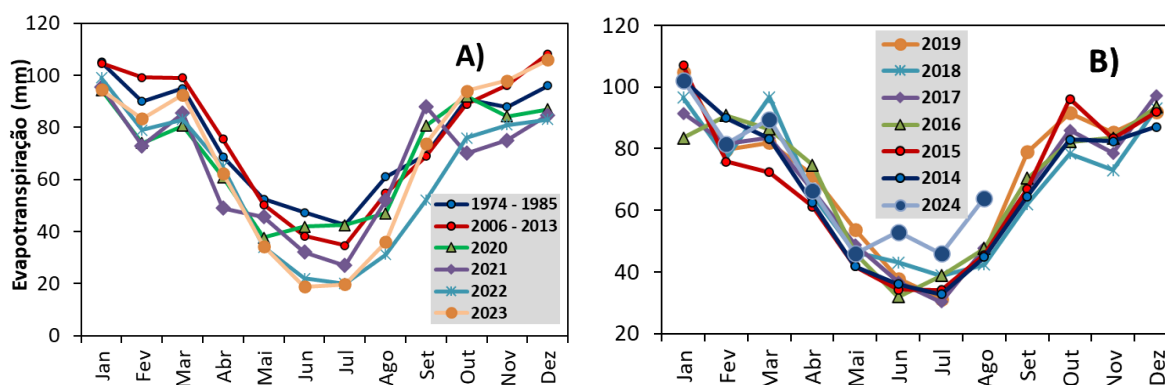 A)
Evapotranspiração (mm)
120
100
80
60
40
20
0
1974 - 1985
2006 - 2013
2020
2021
2022
2023
Jan
Fev
Mar
Abr
Mai
Jun
Jul
Ago
Set
Out
Nov
Dez
B)
120
100
80
60
40
20
2019
2018
2017
2016
2015
2014
2024
Jan
Fev
Mar
Abr
Mai
Jun
Jul
Ago
Set
Out
Nov
Dez